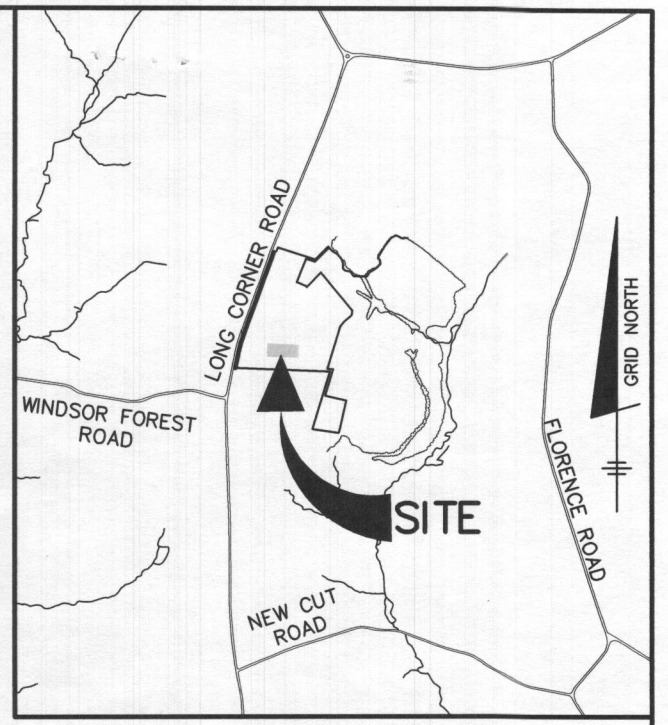 LONG CORNER ROAD
GRID NORTH
WINDSOR FOREST
ROAD
FLORENCE ROAD
SITE
NEW CUT
ROAD